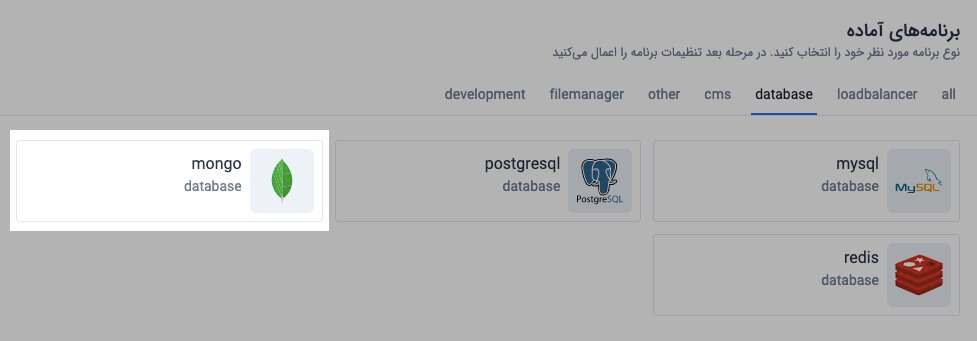 برنامه‌های آماده
نوع برنامه مورد نظر خود را انتخاب کنید. در مرحله بعد تنظیمات برنامه را اعمال می‌کنید
all
loadbalancer
database
cms
other
filemanager
development
mysql
database
MySQL
postgresql
database
PostgreSQL
mongo
database
redis
database